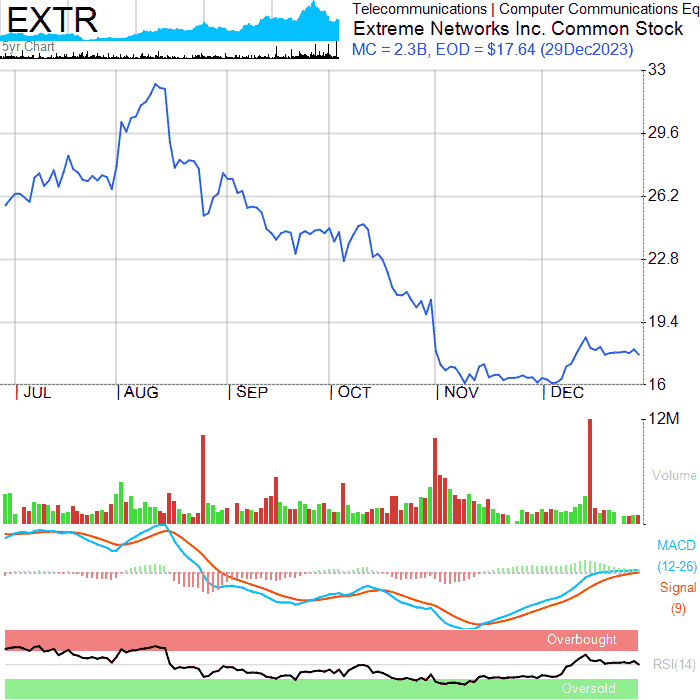 EXTR
5yr.Chart
Telecommunications | Computer Communications Eq
Extreme Networks Inc. Common Stock
MC = 2.3B, EOD = $17.64 (29Dec2023)
33
29.6
26.2
22.8
19.4
16
JUL
AUG
SEP
OCT
NOV
DEC
12M
Volume
MACD
(12-26)
Signal
(9)
Overbought
RSI(14)
Oversold